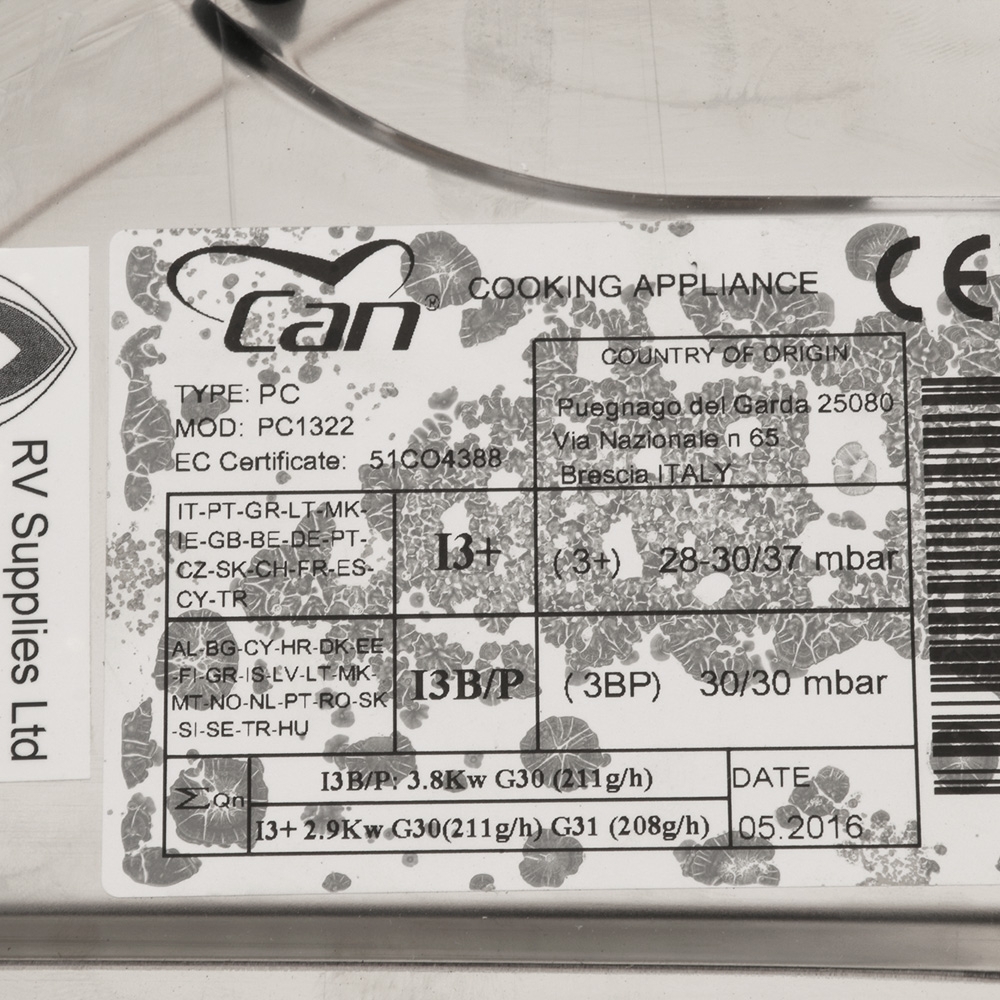 Can®
COOKING APPLIANCE
CE
TYPE: PC
MOD: PC1322
EC Certificate: 51CO4388
COUNTRY OF ORIGIN
Puegnago del Garda 25080
Via Nazionale n 65
Brescia ITALY
IT-PT-GR-LT-MK-
IE-GB-BE-DE-PT-
CZ-SK-CH-FR-ES-
CY-TR
I3+
(3+) 28-30/37 mbar
AL-BG-CY-HR-DK-EE
-FI-GR-IS-LV-LT-MK-
MT-NO-NL-PT-RO-SK
-SI-SE-TR-HU
I3B/P
(3BP) 30/30 mbar
ΣQn
I3B/P: 3.8Kw G30 (211g/h)
I3+ 2.9Kw G30(211g/h) G31 (208g/h)
DATE
05.2016
RV Supplies Ltd